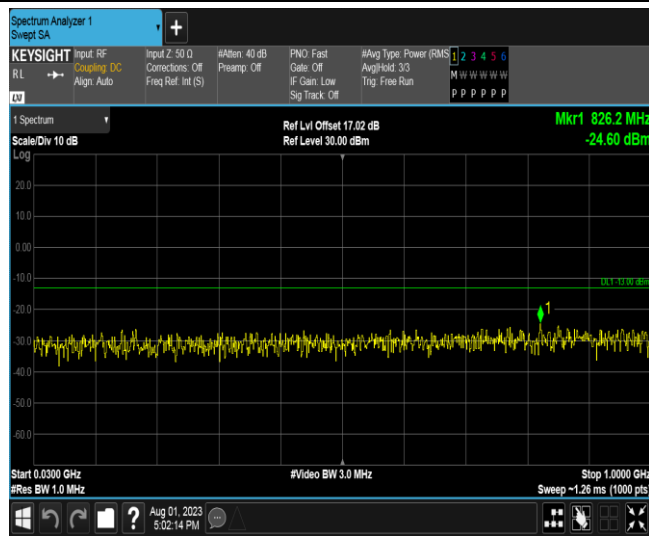 Spectrum Analyzer 1
Swept SA
+
KEYSIGHT
RL
Input: RF
Coupling: DC
Align: Auto
Input Z: 50 Ω
Corrections: Off
Freq Ref: Int (S)
#Atten: 40 dB
Preamp: Off
PNO: Fast
Gate: Off
IF Gain: Low
Sig Track: Off
#Avg Type: Power (RMS
Avg|Hold: 3/3
Trig: Free Run
1 2 3 4 5 6
M W W W W W
P P P P P P
1 Spectrum
Scale/Div 10 dB
Log
Ref Lvl Offset 17.02 dB
Ref Level 30.00 dBm
Mkr1 826.2 MHz
-24.60 dBm
20.0
10.0
0.00
-10.0
-20.0
-30.0
-40.0
-50.0
-60.0
DL1 -13.00 dBm
1
Start 0.0300 GHz
#Res BW 1.0 MHz
#Video BW 3.0 MHz
Stop 1.0000 GHz
Sweep ~1.26 ms (1000 pts)
?
Aug 01, 2023
5:02:14 PM